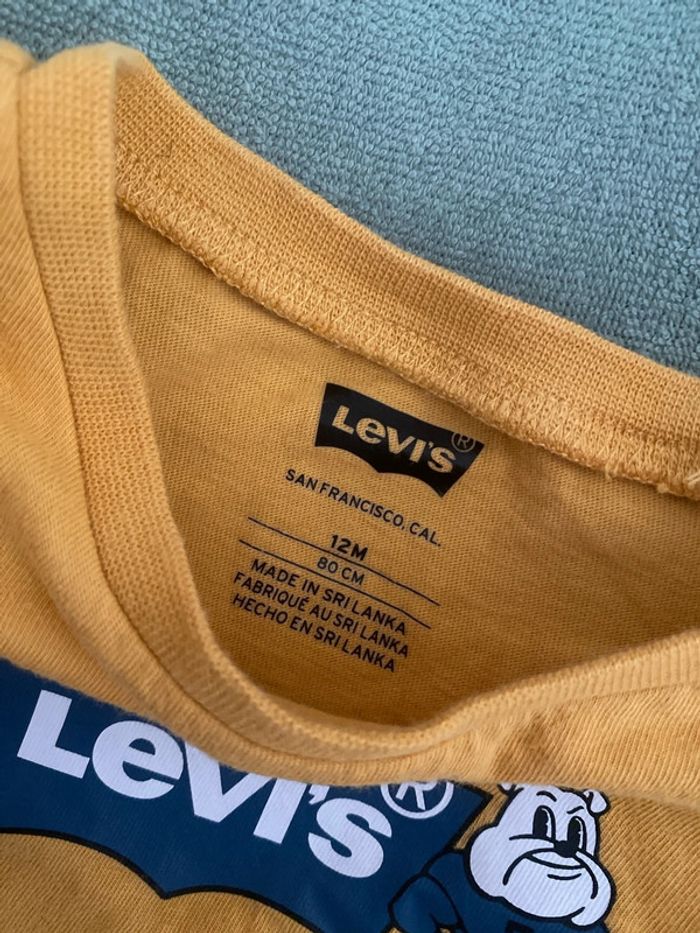 Levi's®
SAN FRANCISCO, CAL.
12M
80 CM
MADE IN SRI LANKA
FABRIQUÉ AU SRI LANKA
HECHO EN SRI LANKA
Levi's®